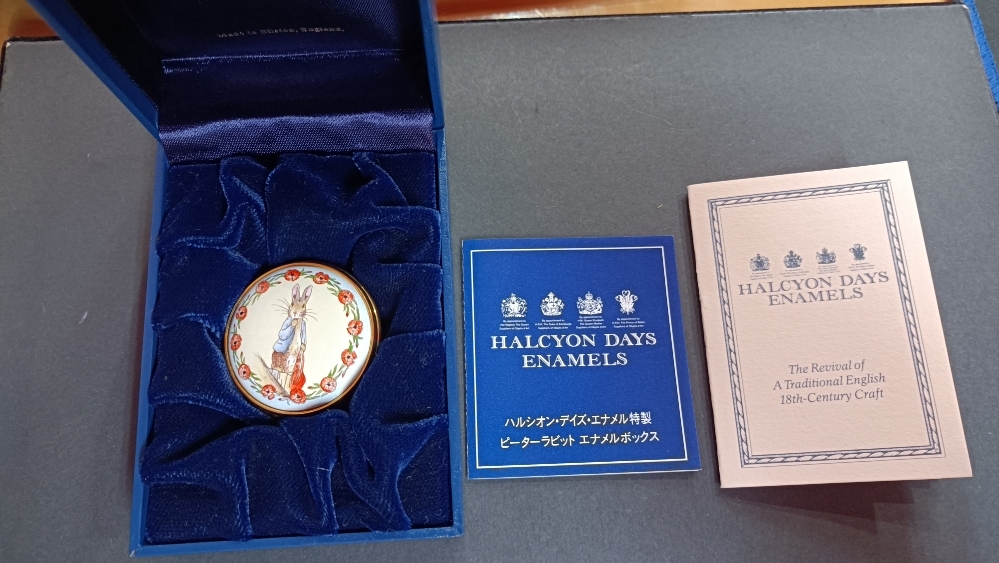 Made in Bilston, England.
HALCYON DAYS
ENAMELS
ハルシオン・デイズ・エナメル特製
ピーターラビット エナメルボックス
HALCYON DAYS
ENAMELS
The Revival of
A Traditional English
18th-Century Craft